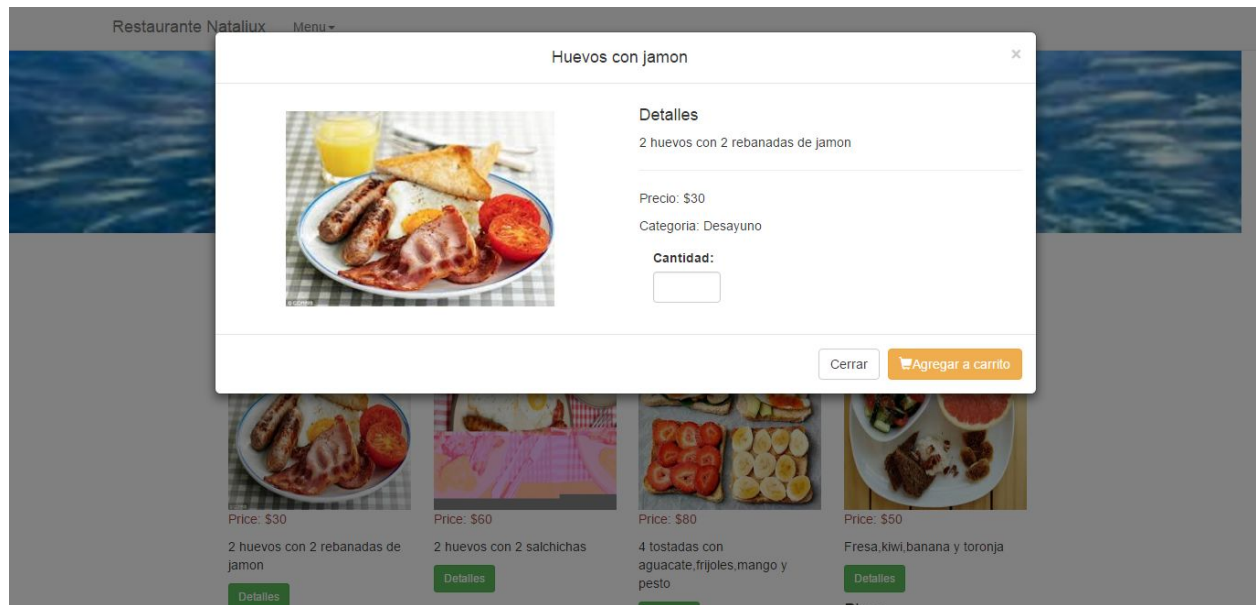 Restaurante Nataliux Menu
Huevos con jamon ×
Detalles
2 huevos con 2 rebanadas de jamon
Precio: $30
Categoria: Desayuno
Cantidad:
Cerrar Agregar a carrito
Price: $30
2 huevos con 2 rebanadas de
jamon
Detalles
Price: $60
2 huevos con 2 salchichas
Detalles
Price: $80
4 tostadas con
aguacate,frijoles,mango y
pesto
Price: $50
Fresa,kiwi,banana y toronja
Detalles